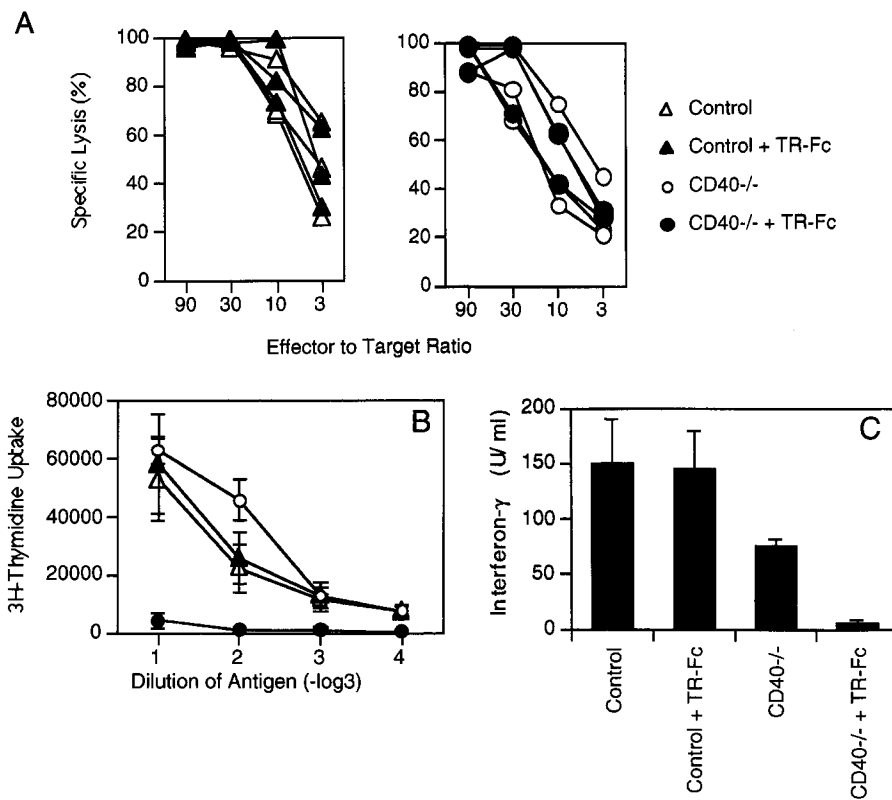 A
Specific Lysis (%)
100
80
60
40
20
0
90 30 10 3
100
80
60
40
20
0
90 30 10 3
Effector to Target Ratio
Control
Control + TR-Fc
CD40-/-
CD40-/- + TR-Fc
B
3H-Thymidine Uptake
80000
60000
40000
20000
0
1 2 3 4
Dilution of Antigen (-log3)
C
Interferon-γ (U/ml)
200
150
100
50
0
Control
Control + TR-Fc
CD40-/-
CD40-/- + TR-Fc